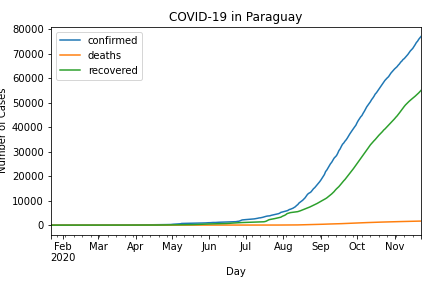 COVID-19 in Paraguay
80000
70000
60000
50000
40000
30000
20000
10000
0
Number of Cases
confirmed
deaths
recovered
Feb Mar Apr May Jun Jul Aug Sep Oct Nov
2020
Day